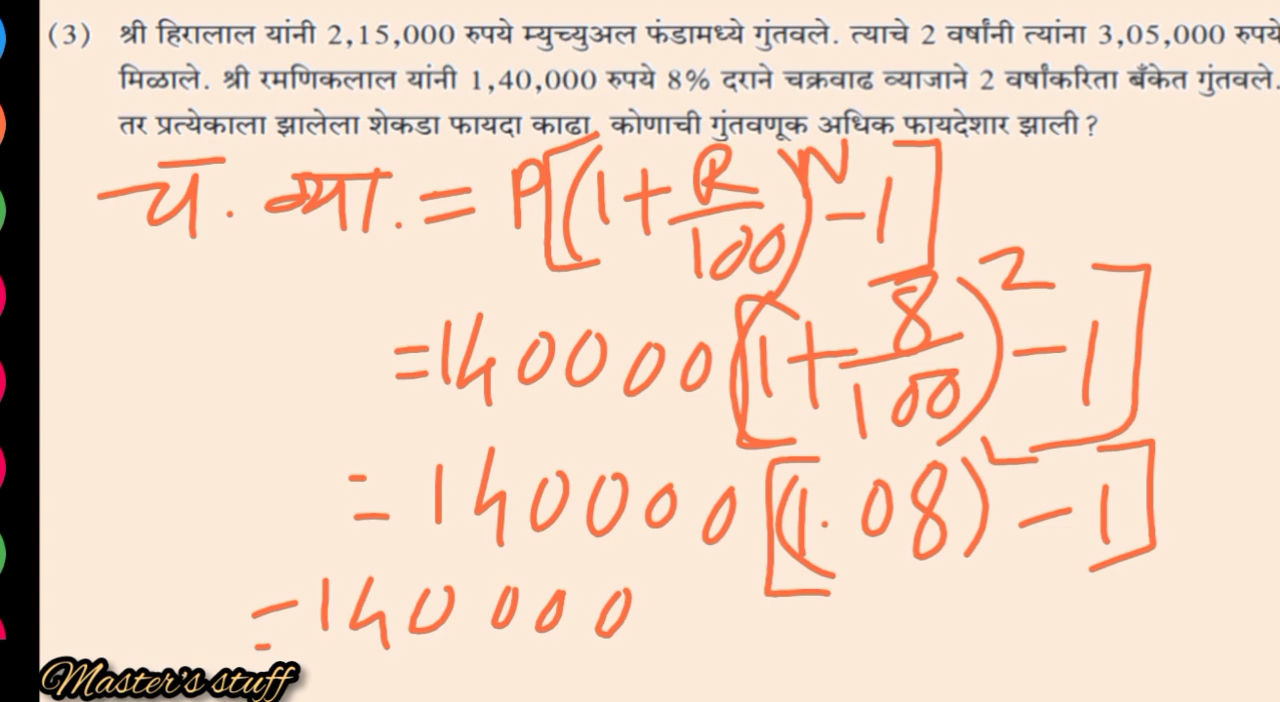 (3) श्री हिरालाल यांनी 2,15,000 रुपये म्युच्युअल फंडामध्ये गुंतवले. त्याचे 2 वर्षांनी त्यांना 3,05,000 रुपये
मिळाले. श्री रमणिकलाल यांनी 1,40,000 रुपये 8% दराने चक्रवाढ व्याजाने 2 वर्षांकरिता बँकेत गुंतवले.
तर प्रत्येकाला झालेला शेकडा फायदा काढा. कोणाची गुंतवणूक अधिक फायदेशार झाली ?
च. व्या. = P[(1+R/100)^N-1]
=140000[(1+8/100)^2-1]
=140000[(1.08)^2-1]
=140000
Master's stuff